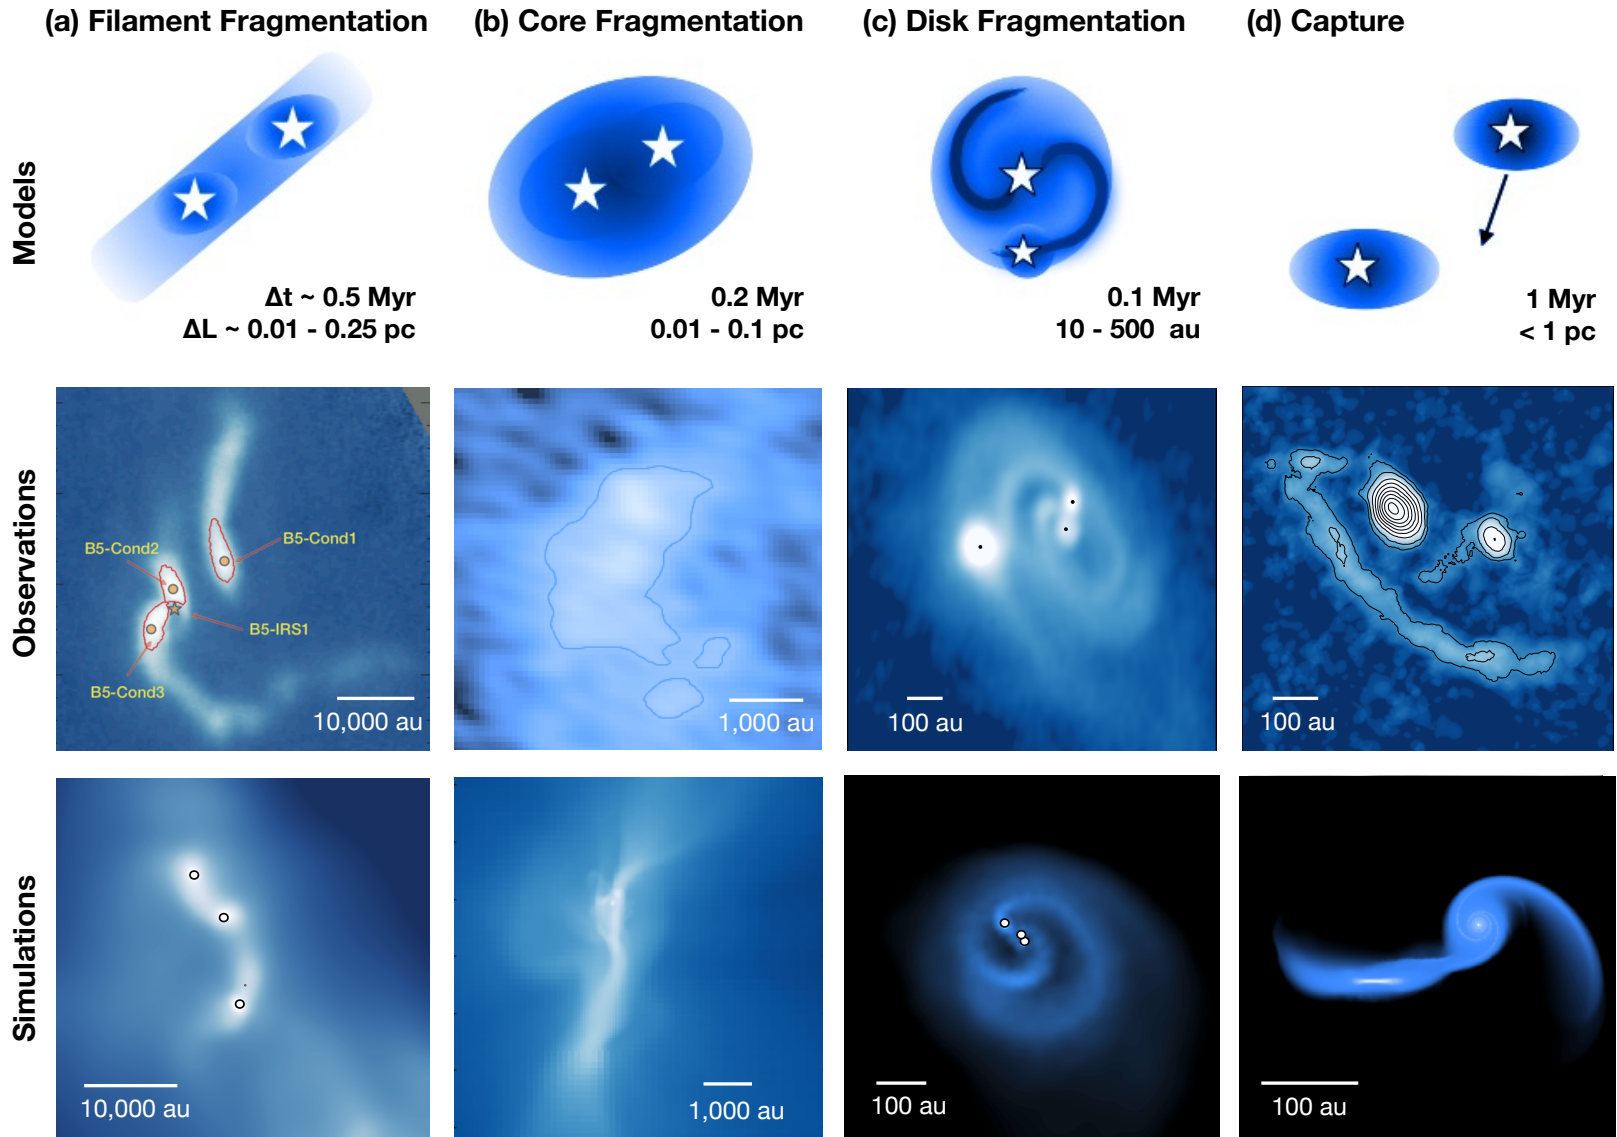 (a) Filament Fragmentation
(b) Core Fragmentation
(c) Disk Fragmentation
(d) Capture
Models
Δt ~ 0.5 Myr
ΔL ~ 0.01 - 0.25 pc
0.2 Myr
0.01 - 0.1 pc
0.1 Myr
10 - 500 au
1 Myr
< 1 pc
Observations
B5-Cond1
B5-Cond2
B5-IRS1
B5-Cond3
10,000 au
1,000 au
100 au
100 au
Simulations
10,000 au
1,000 au
100 au
100 au